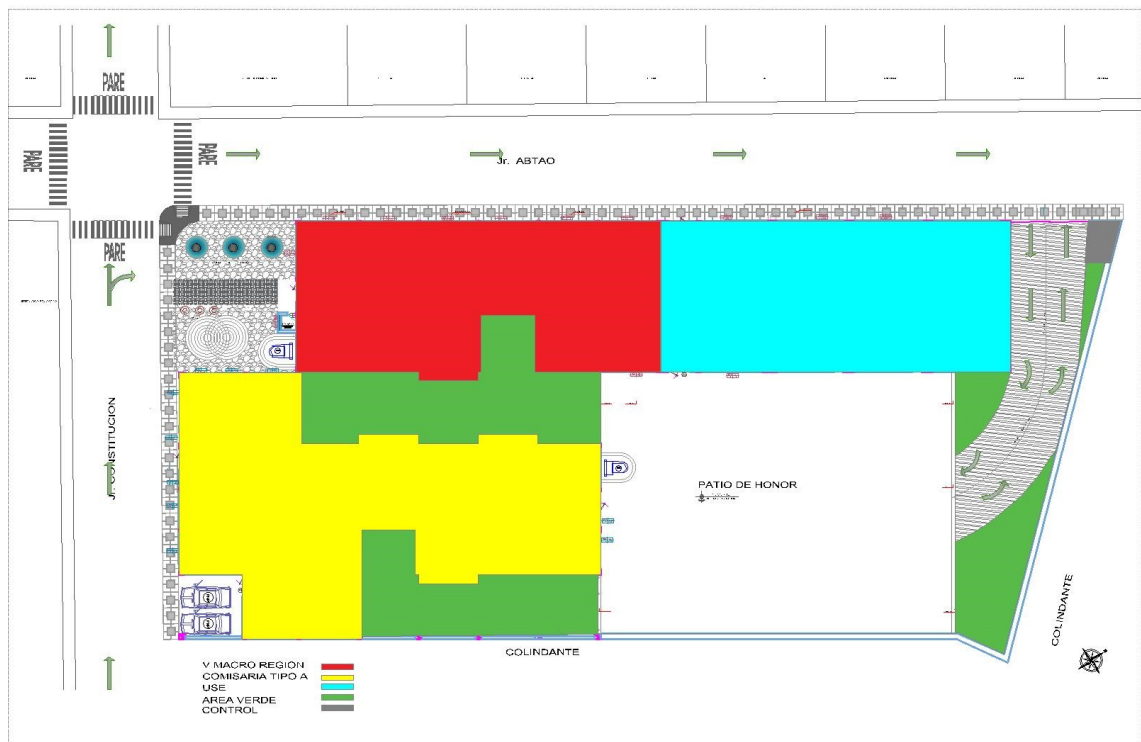 PARE
PARE
PARE
Jr. ABTAO
PARE
Jr. CONSTITUCION
PATIO DE HONOR
COLINDANTE
COLINDANTE
V MACRO REGIÓN
COMISARIA TIPO A
USE
AREA VERDE
CONTROL